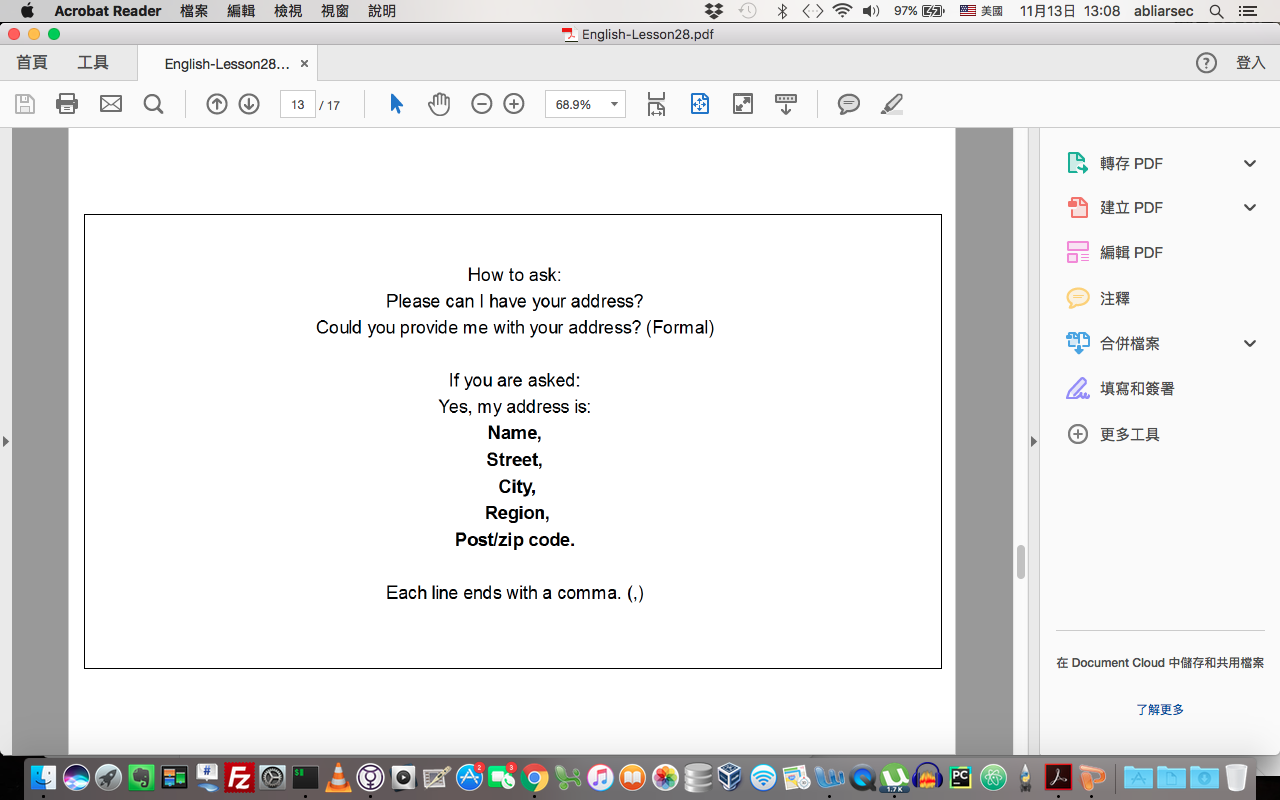 Acrobat Reader 檔案 編輯 檢視 視窗 說明 97% 美國 11月13日 13:08 abliarsec
English-Lesson28.pdf
首頁 工具 English-Lesson28... × ? 登入
13 / 17 68.9%
How to ask:
Please can I have your address?
Could you provide me with your address? (Formal)
If you are asked:
Yes, my address is:
Name,
Street,
City,
Region,
Post/zip code.
Each line ends with a comma. (,)
轉存 PDF
建立 PDF
編輯 PDF
注釋
合併檔案
填寫和簽署
更多工具
在 Document Cloud 中儲存和共用檔案
了解更多
2 3 1.7 K